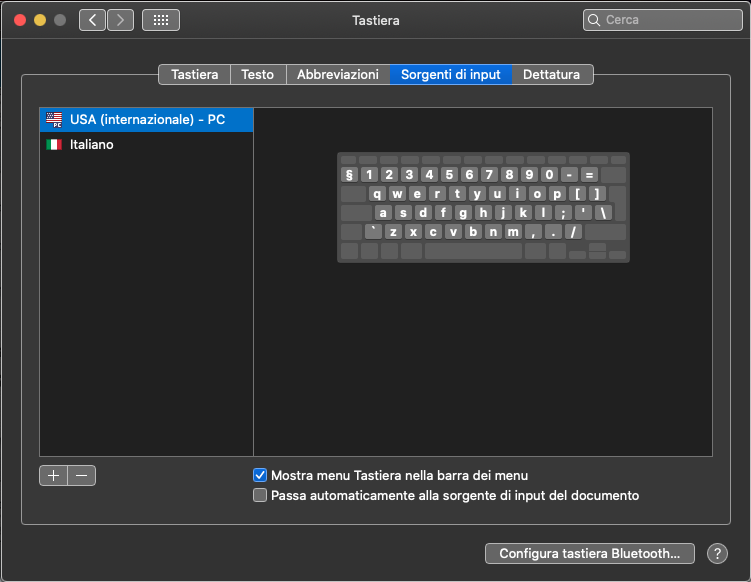 Tastiera
Cerca
Tastiera Testo Abbreviazioni Sorgenti di input Dettatura
USA (internazionale) - PC
Italiano
§ 1 2 3 4 5 6 7 8 9 0 - =
q w e r t y u i o p [ ]
a s d f g h j k l ; ' \
` z x c v b n m , . /
+ −
Mostra menu Tastiera nella barra dei menu
Passa automaticamente alla sorgente di input del documento
Configura tastiera Bluetooth... ?